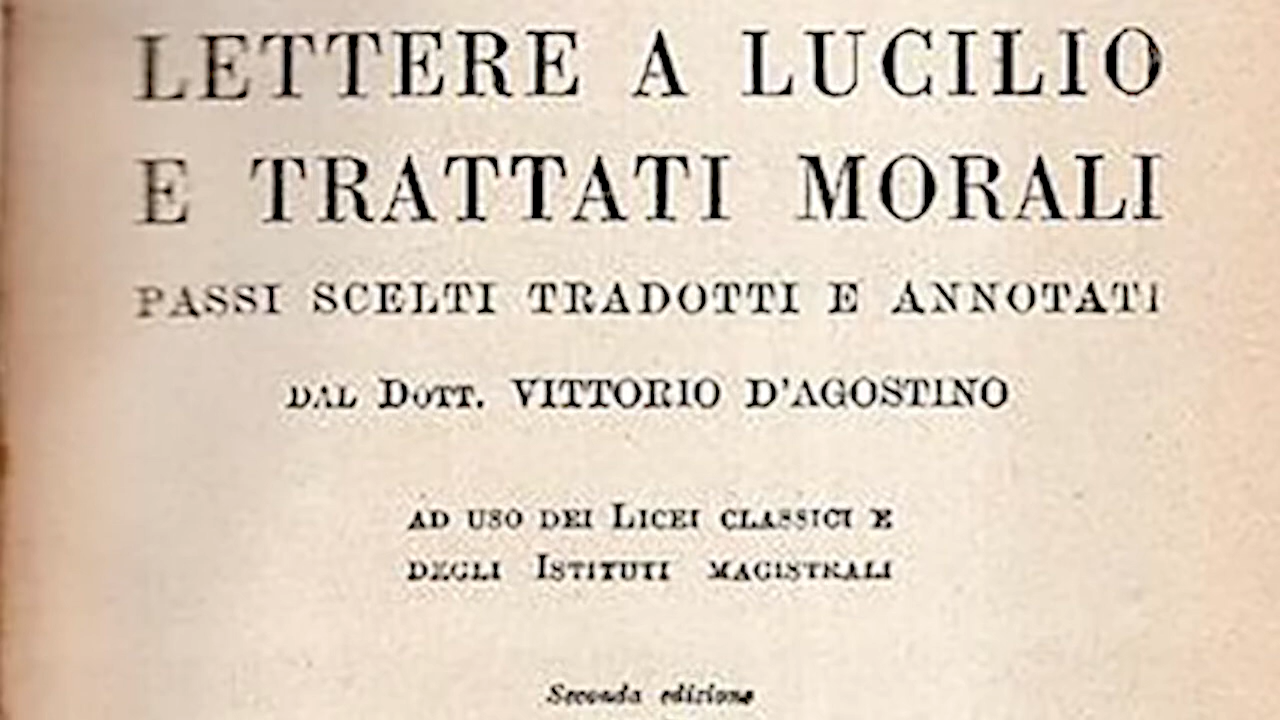 LETTERE A LUCILIO
E TRATTATI MORALI
PASSI SCELTI TRADOTTI E ANNOTATI
DAL DOTT. VITTORIO D'AGOSTINO
AD USO DEI LICEI CLASSICI E
DEGLI ISTITUTI MAGISTRALI
Seconda edizione